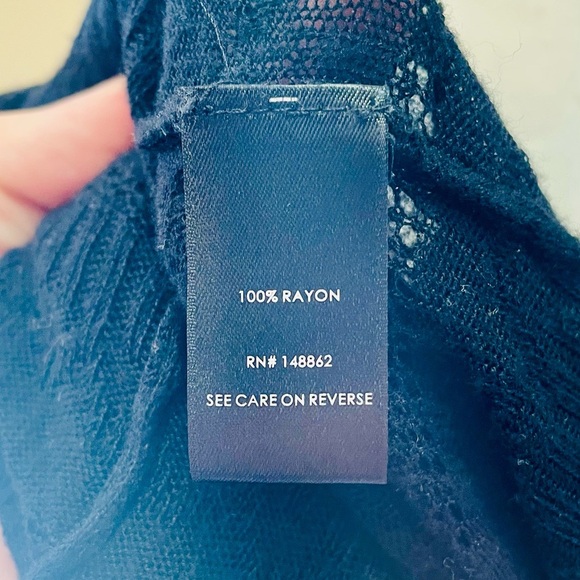 100% RAYON
RN# 148862
SEE CARE ON REVERSE